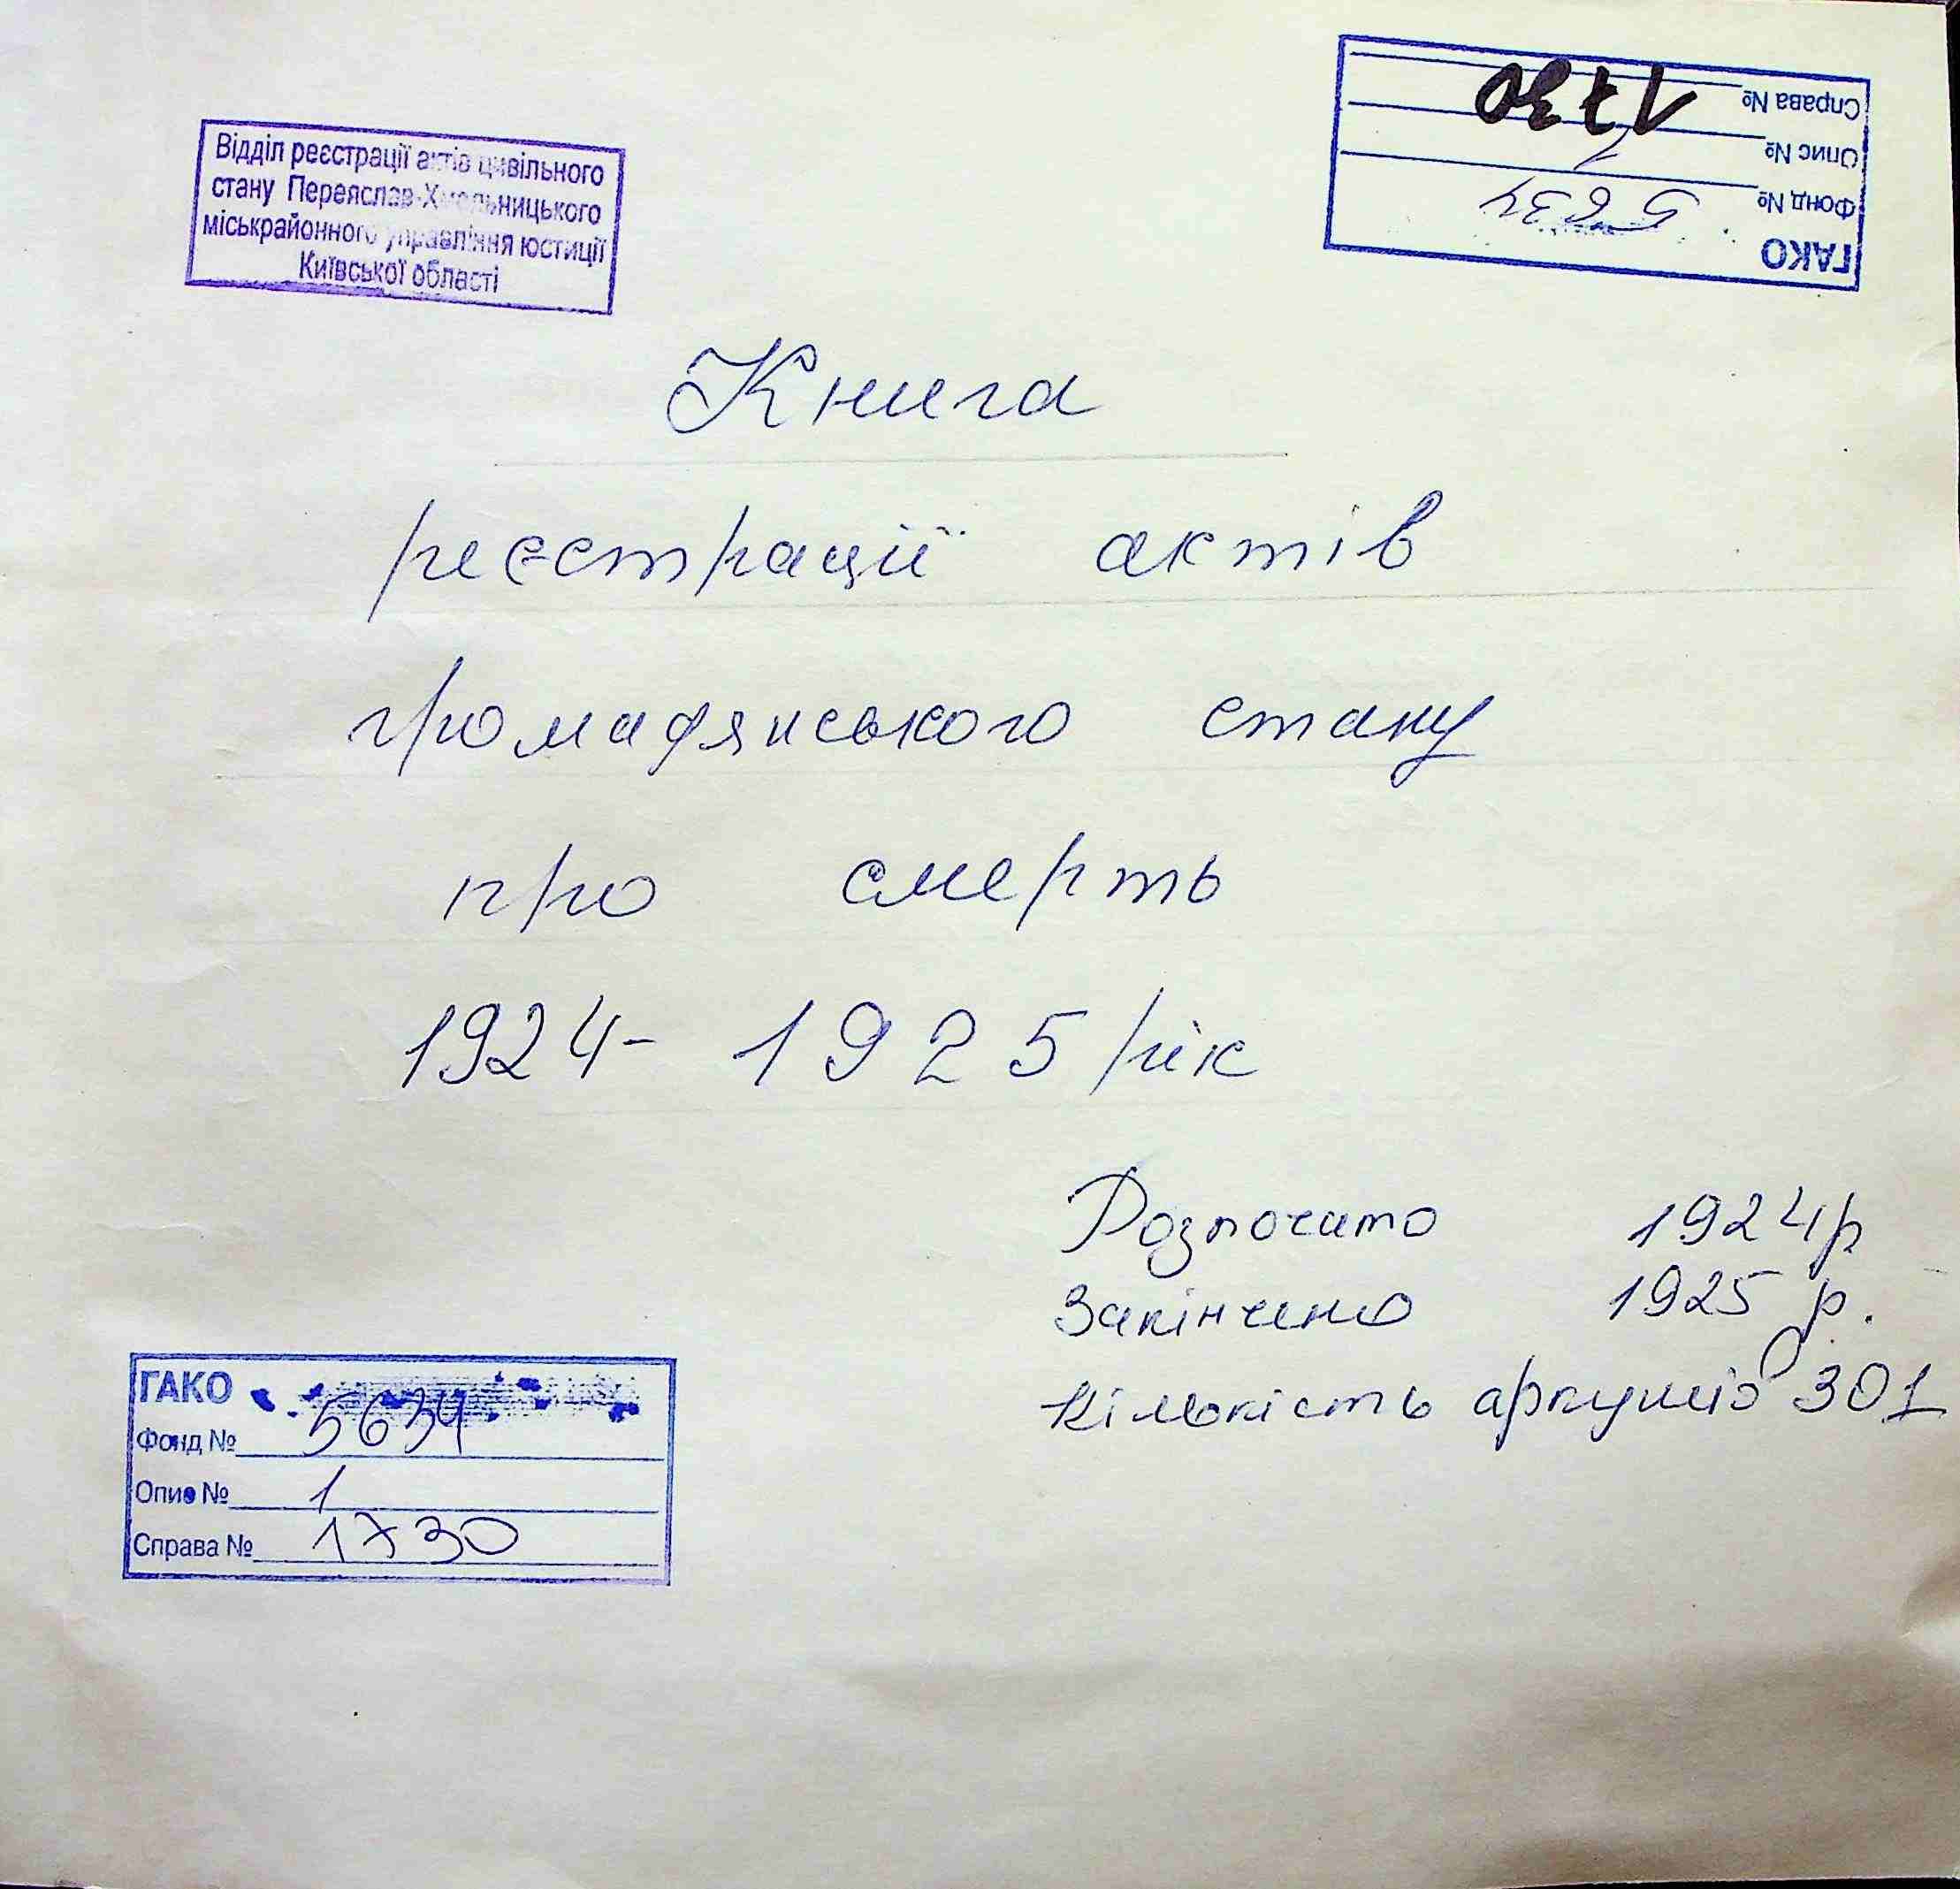 Відділ реєстрації актів цивільного
стану Переяслав-Хмельницького
міськрайонного управління юстиції
Київської області
ГАКО
Фонд № 5634
Опис № 1
Справа № 1730
Книга
реєстрації актів
громадянського стану
про смерть
1924- 1925 рік
Розпочато 1924р
Закінчено 1925 р.
Кількість аркушів 301
ГАКО
Фонд № 5634
Опис № 1
Справа № 1730